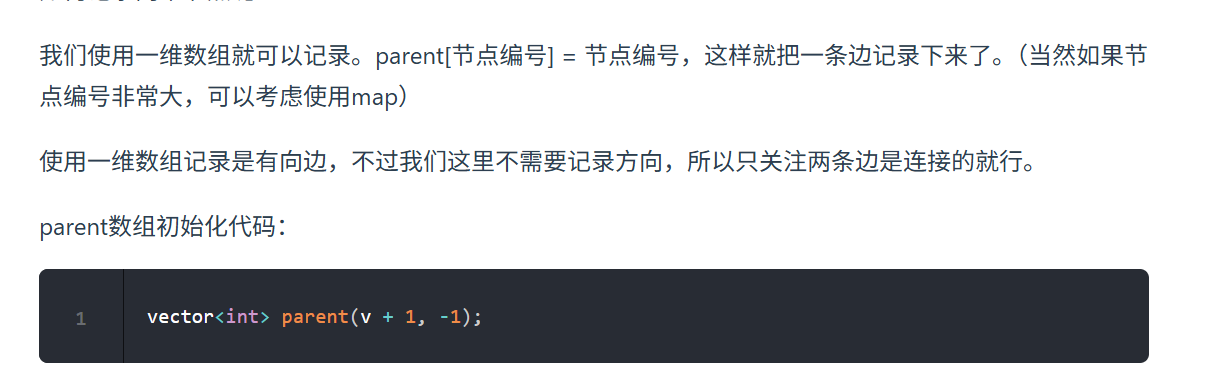 我们使用一维数组就可以记录。parent[节点编号] = 节点编号，这样就把一条边记录下来了。（当然如果节
点编号非常大，可以考虑使用map）
使用一维数组记录是有向边，不过我们这里不需要记录方向，所以只关注两条边是连接的就行。
parent数组初始化代码：
1 vector<int> parent(v + 1, -1);